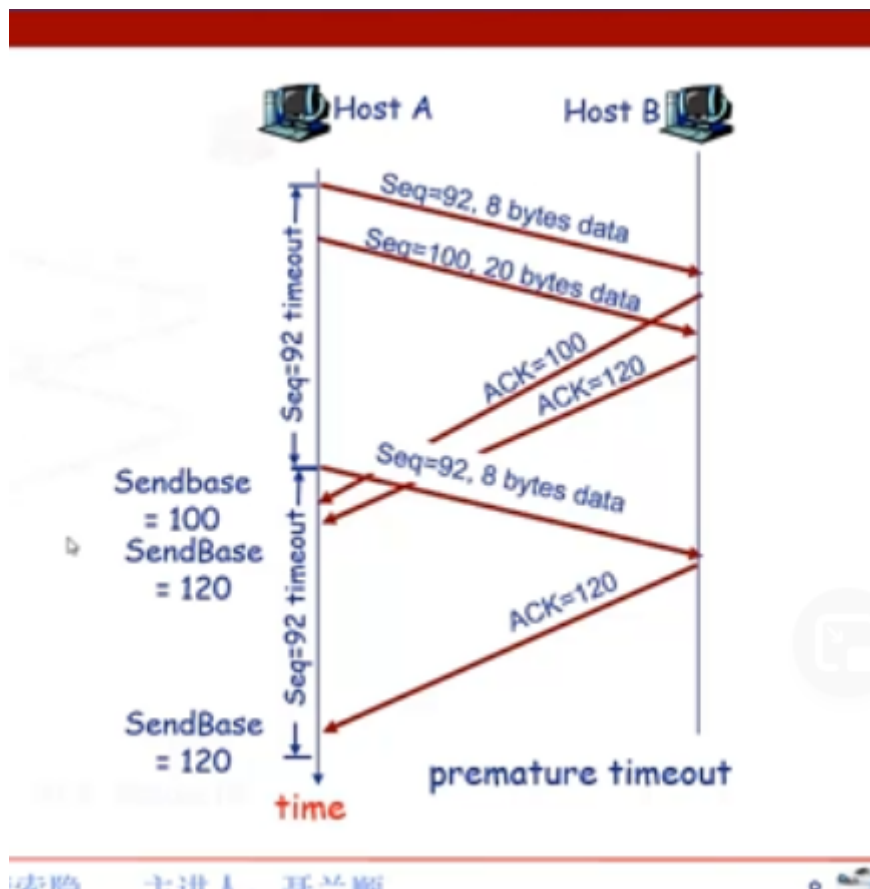 Host A
Host B
Seq=92, 8 bytes data
Seq=100, 20 bytes data
Seq=92 timeout
ACK=100
ACK=120
Seq=92, 8 bytes data
Sendbase
= 100
SendBase
= 120
Seq=92 timeout
ACK=120
SendBase
= 120
premature timeout
time